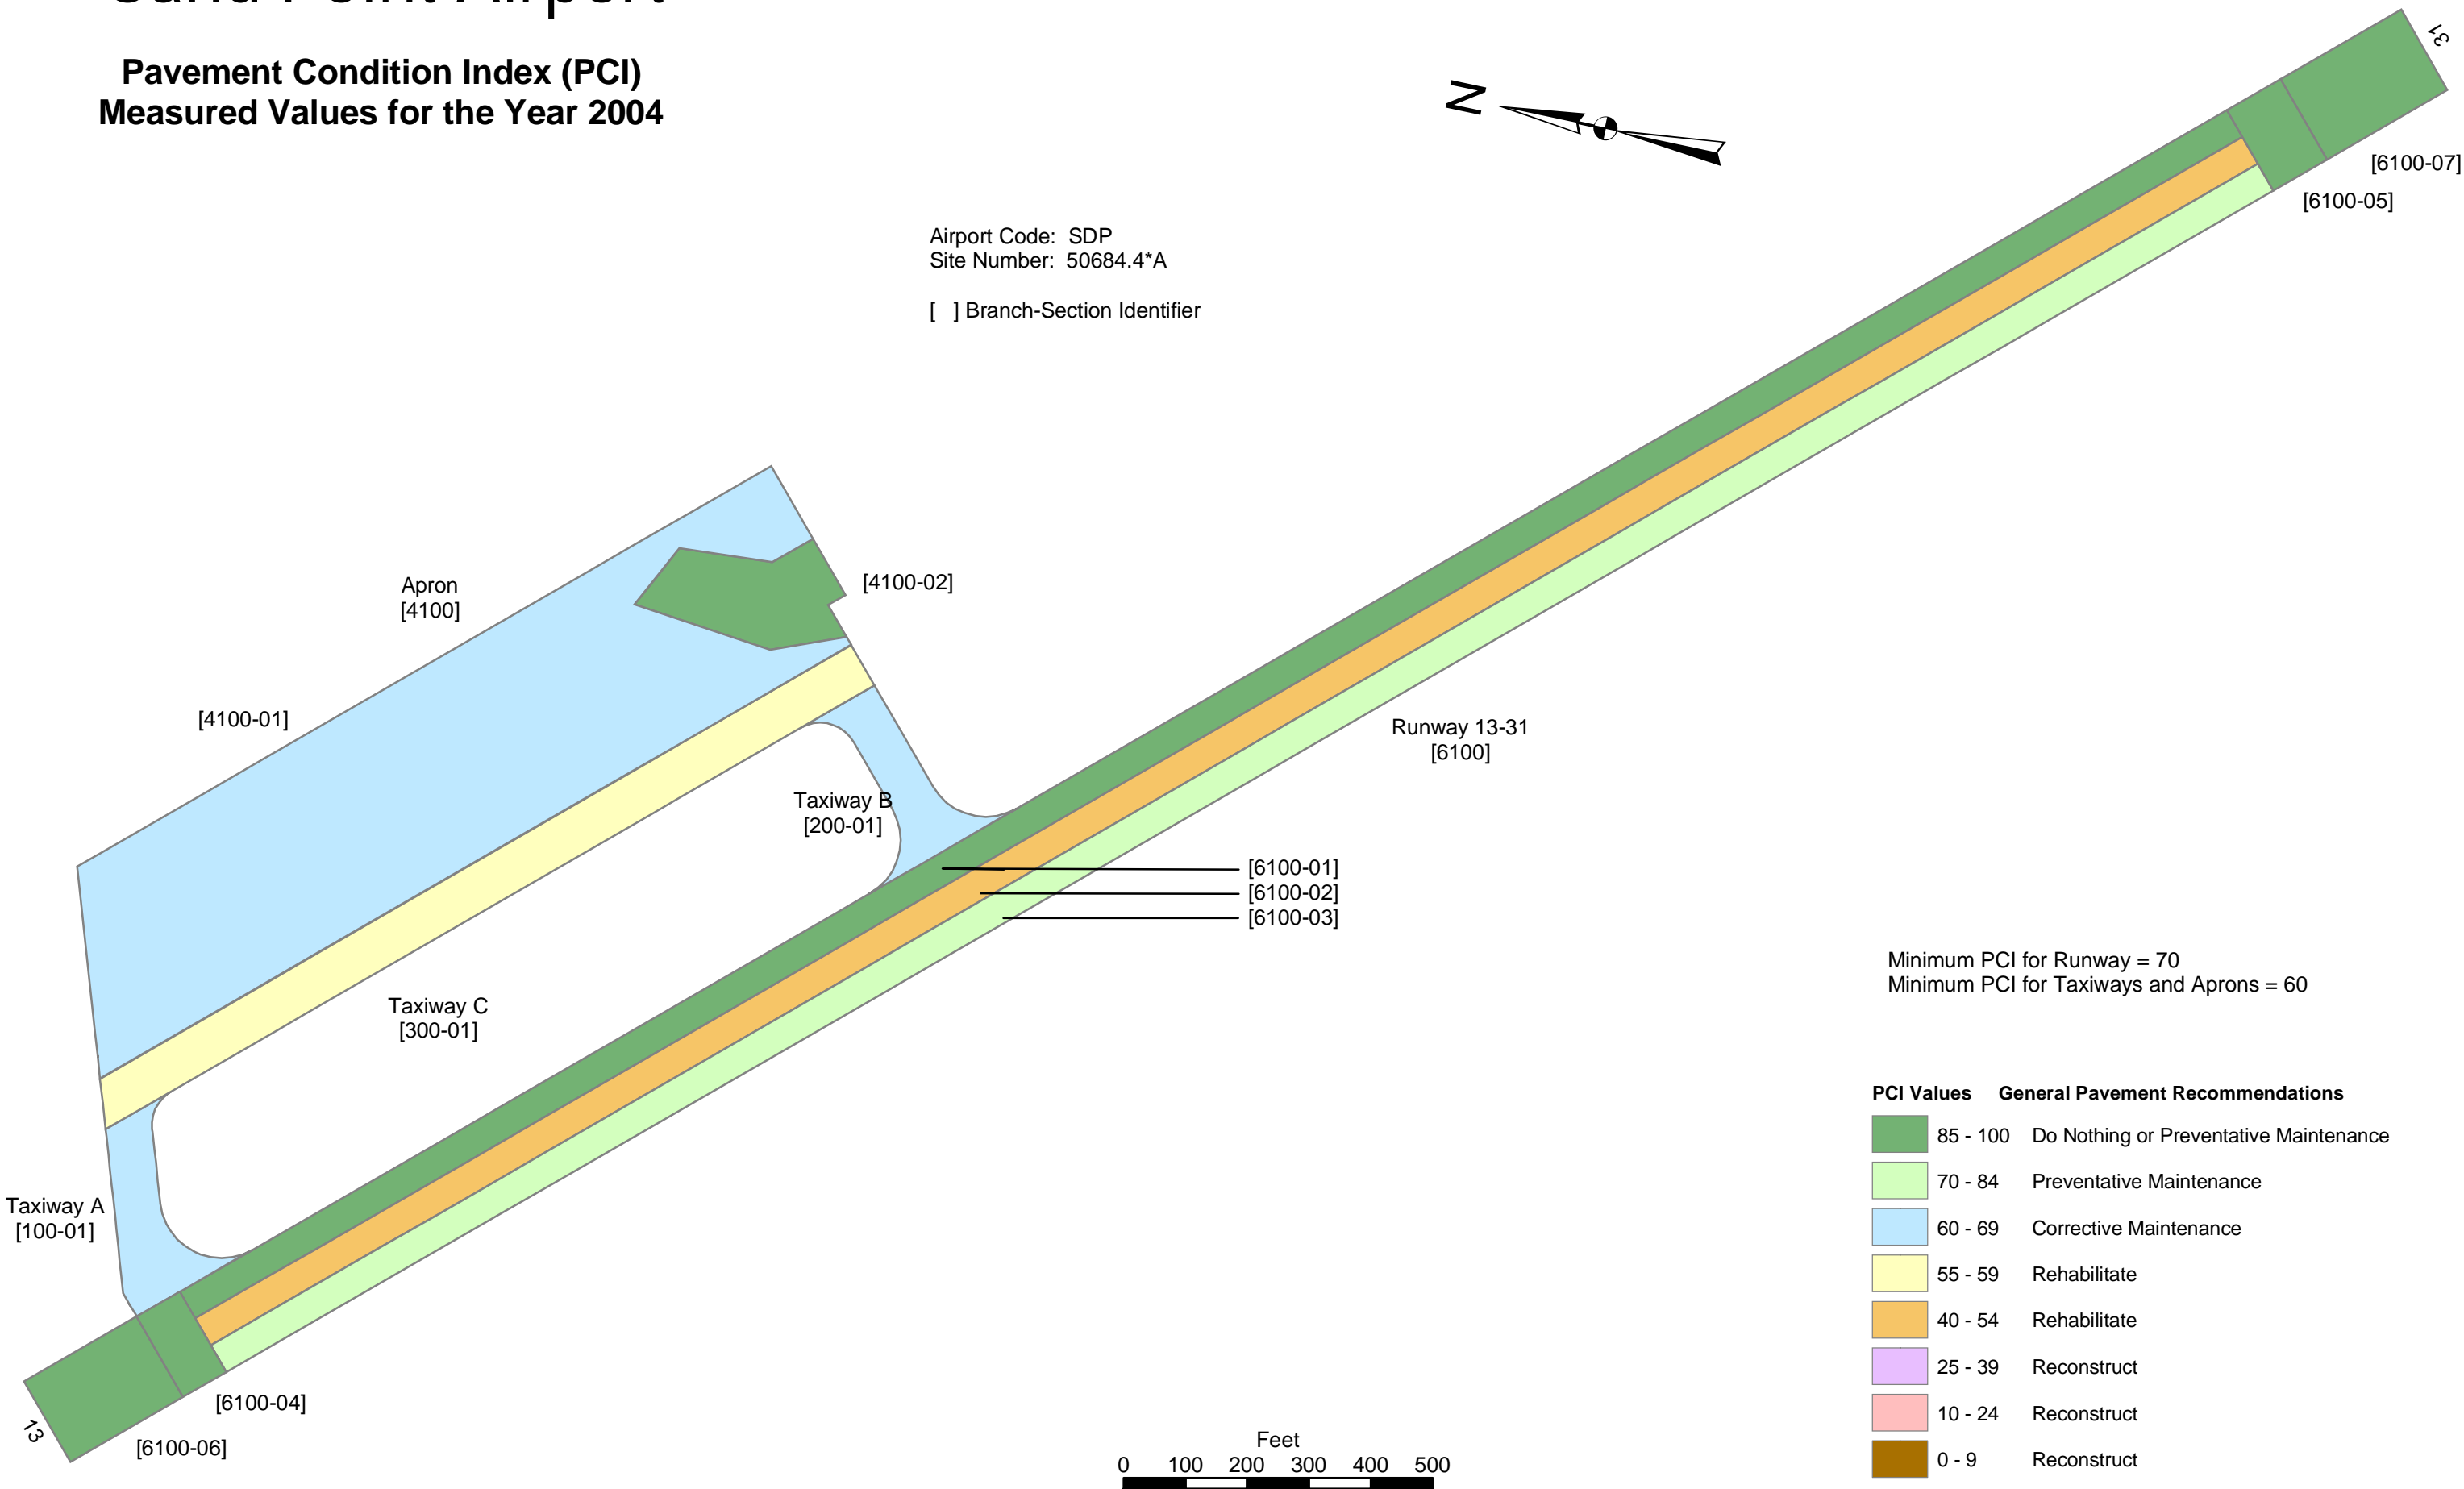 Sand Point Airport
Pavement Condition Index (PCI)
Measured Values for the Year 2004
N
31
[6100-07]
[6100-05]
Airport Code: SDP
Site Number: 50684.4*A
[ ] Branch-Section Identifier
Apron
[4100]
[4100-02]
[4100-01]
Runway 13-31
[6100]
Taxiway B
[200-01]
[6100-01]
[6100-02]
[6100-03]
Taxiway C
[300-01]
Minimum PCI for Runway = 70
Minimum PCI for Taxiways and Aprons = 60
Taxiway A
[100-01]
[6100-04]
13
[6100-06]
PCI Values General Pavement Recommendations
85 - 100 Do Nothing or Preventative Maintenance
70 - 84 Preventative Maintenance
60 - 69 Corrective Maintenance
55 - 59 Rehabilitate
40 - 54 Rehabilitate
25 - 39 Reconstruct
10 - 24 Reconstruct
0 - 9 Reconstruct
Feet
0 100 200 300 400 500